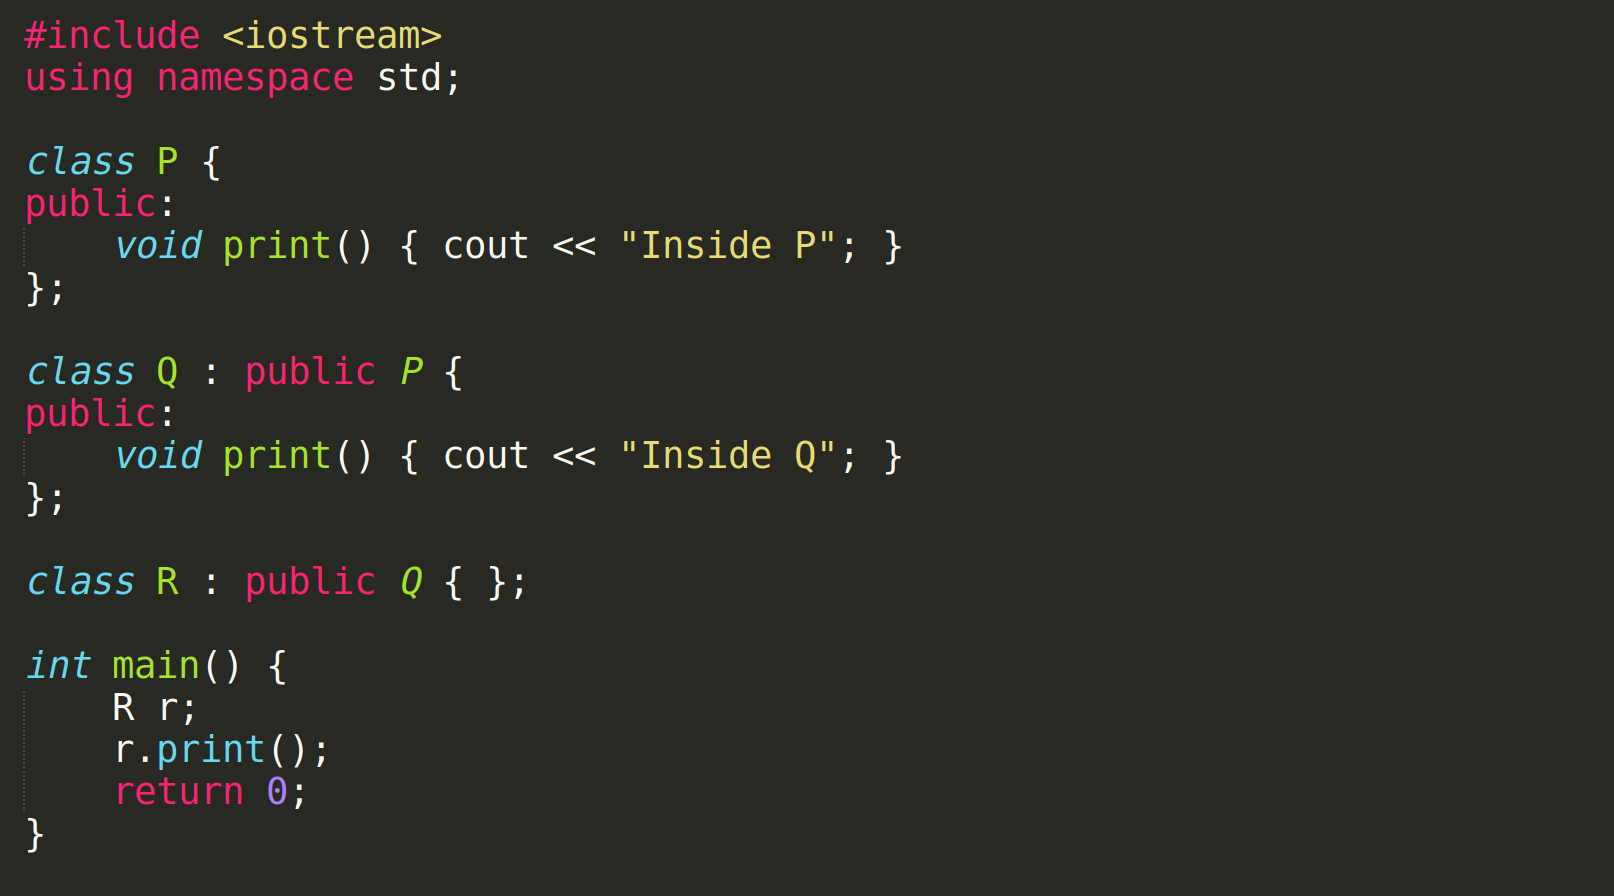 #include <iostream>
using namespace std;

class P {
public:
    void print() { cout << "Inside P"; }
};

class Q : public P {
public:
    void print() { cout << "Inside Q"; }
};

class R : public Q { };

int main() {
    R r;
    r.print();
    return 0;
}